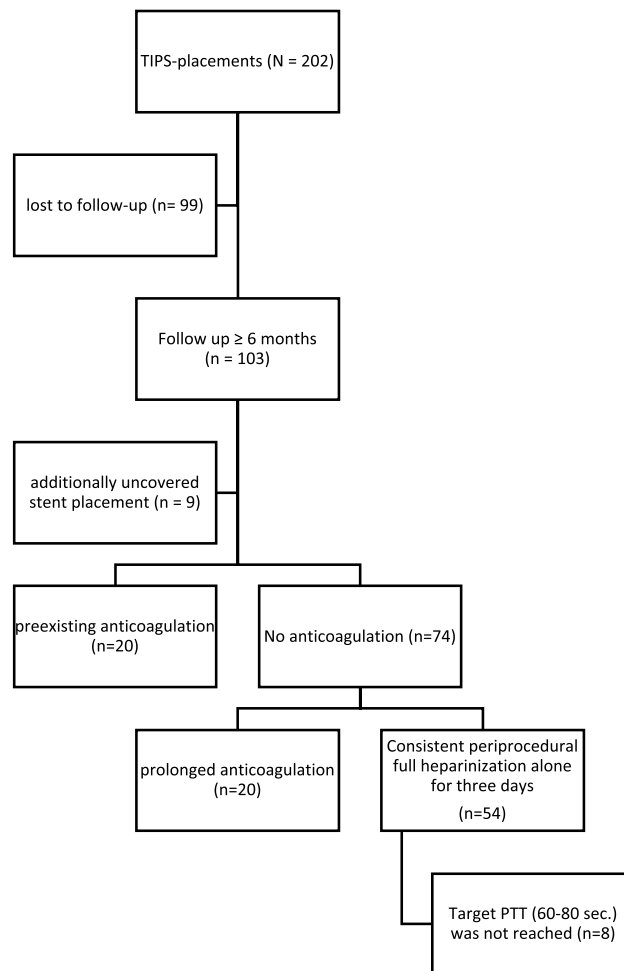 TIPS-placements (N = 202)
lost to follow-up (n= 99)
Follow up ≥ 6 months
(n = 103)
additionally uncovered
stent placement (n = 9)
preexisting anticoagulation
(n=20)
No anticoagulation (n=74)
prolonged anticoagulation
(n=20)
Consistent periprocedural
full heparinization alone
for three days
(n=54)
Target PTT (60-80 sec.)
was not reached (n=8)